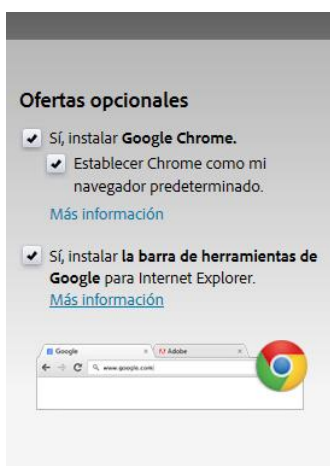 Ofertas opcionales
Sí, instalar Google Chrome.
Establecer Chrome como mi
navegador predeterminado.
Más información
Sí, instalar la barra de herramientas de
Google para Internet Explorer.
Más información
Google x Adobe x
www.google.com